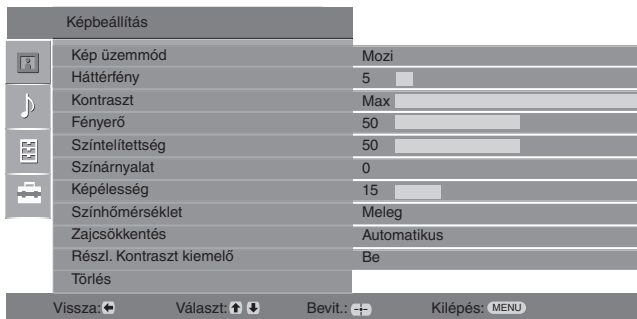 Képbeállítás
Kép üzemmód Mozi
Háttérfény 5
Kontraszt Max
Fényerő 50
Színtelítettség 50
Színárnyalat 0
Képélesség 15
Színhőmérséklet Meleg
Zajcsökkentés Automatikus
Részl. Kontraszt kiemelő Be
Törlés
Vissza: Választ: Bevit.: Kilépés: MENU